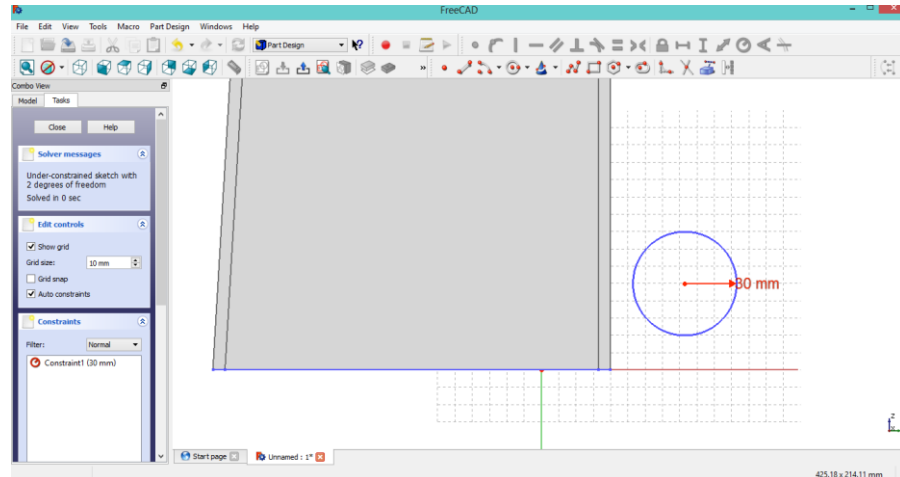 FreeCAD
File Edit View Tools Macro Part Design Windows Help
Part Design
Combo View
Model Tasks
Close Help
Solver messages
Under-constrained sketch with
2 degrees of freedom
Solved in 0 sec
Edit controls
Show grid
Grid size: 10 mm
Grid snap
Auto constraints
Constraints
Filter: Normal
Constraint1 (30 mm)
30 mm
Start page
Unnamed : 1*
425.18 x 214.11 mm